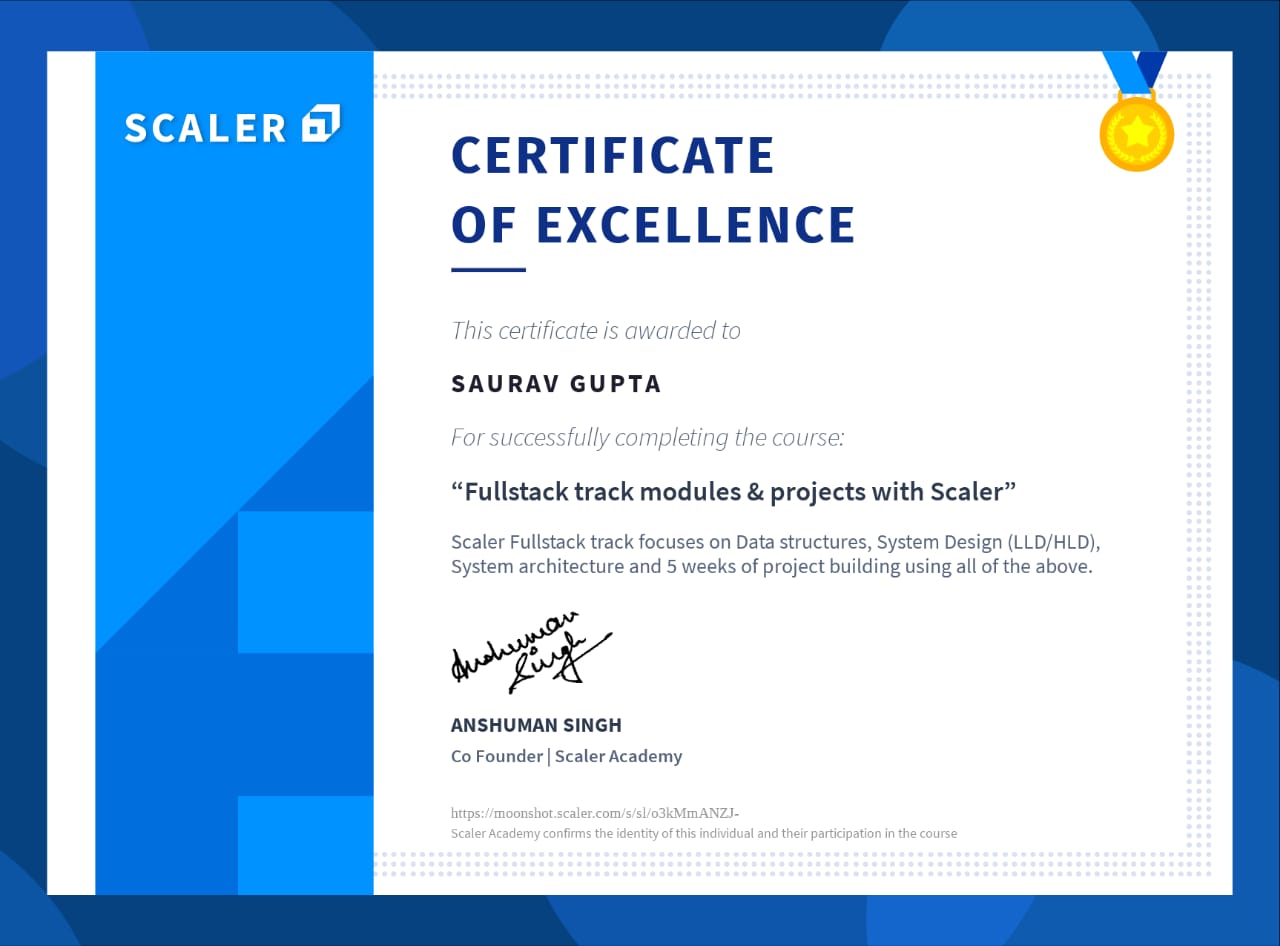 SCALER
CERTIFICATE
OF EXCELLENCE
This certificate is awarded to
SAURAV GUPTA
For successfully completing the course:
“Fullstack track modules & projects with Scaler”
Scaler Fullstack track focuses on Data structures, System Design (LLD/HLD),
System architecture and 5 weeks of project building using all of the above.
Anshuman
Singh
ANSHUMAN SINGH
Co Founder | Scaler Academy
https://moonshot.scaler.com/s/sl/o3kMmANZJ-
Scaler Academy confirms the identity of this individual and their participation in the course